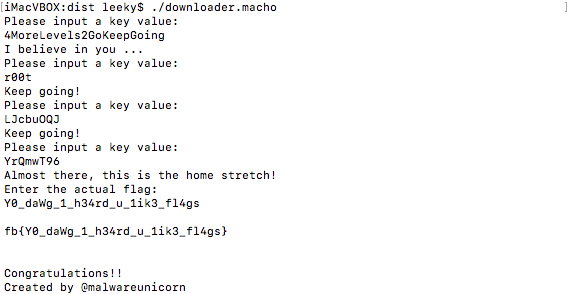 [iMacVBOX:dist leeky$ ./downloader.macho ]
Please input a key value:
4MoreLevels2GoKeepGoing
I believe in you ...
Please input a key value:
r00t
Keep going!
Please input a key value:
LJcbuOQJ
Keep going!
Please input a key value:
YrQmwT96
Almost there, this is the home stretch!
Enter the actual flag:
Y0_daWg_1_h34rd_u_1ik3_fl4gs
fb{Y0_daWg_1_h34rd_u_1ik3_fl4gs}
Congratulations!!
Created by @malwareunicorn